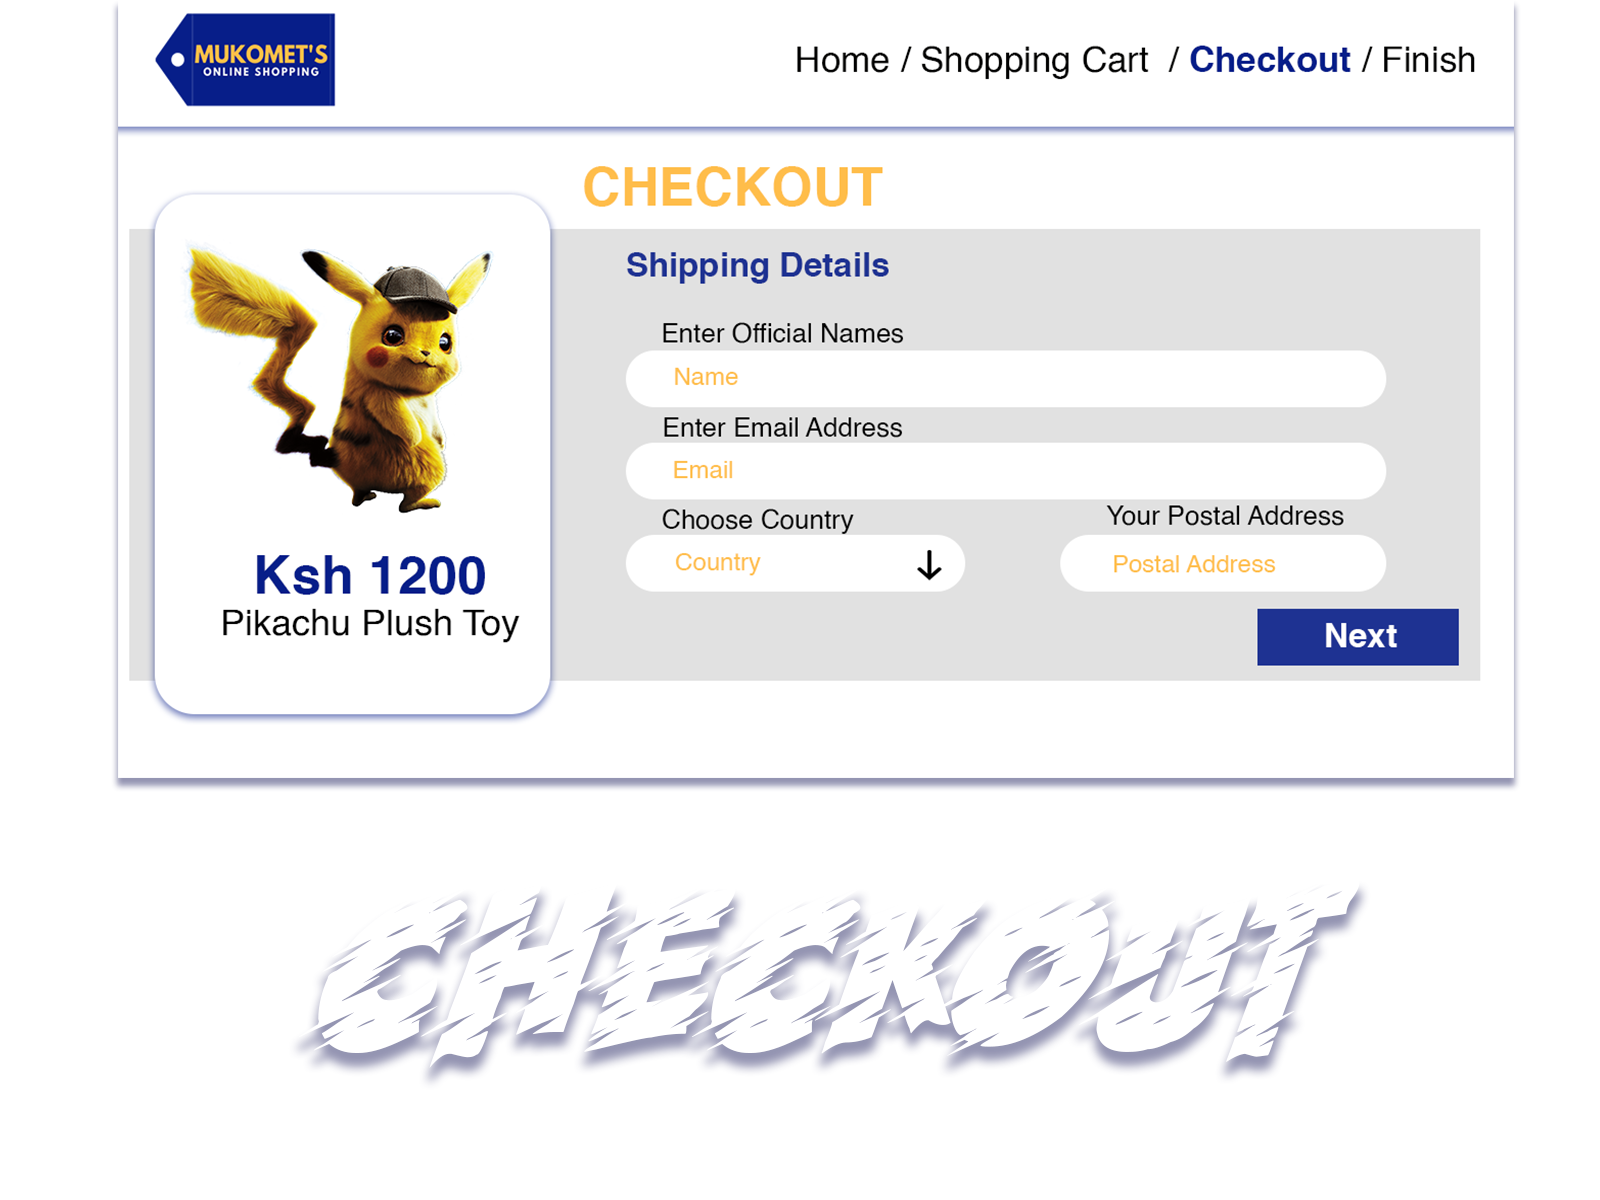 MUKOMET'S
ONLINE SHOPPING
Home / Shopping Cart / Checkout / Finish
CHECKOUT
Shipping Details
Enter Official Names
Name
Enter Email Address
Email
Choose Country
Country
Your Postal Address
Postal Address
Next
Ksh 1200
Pikachu Plush Toy
CHECKOUT